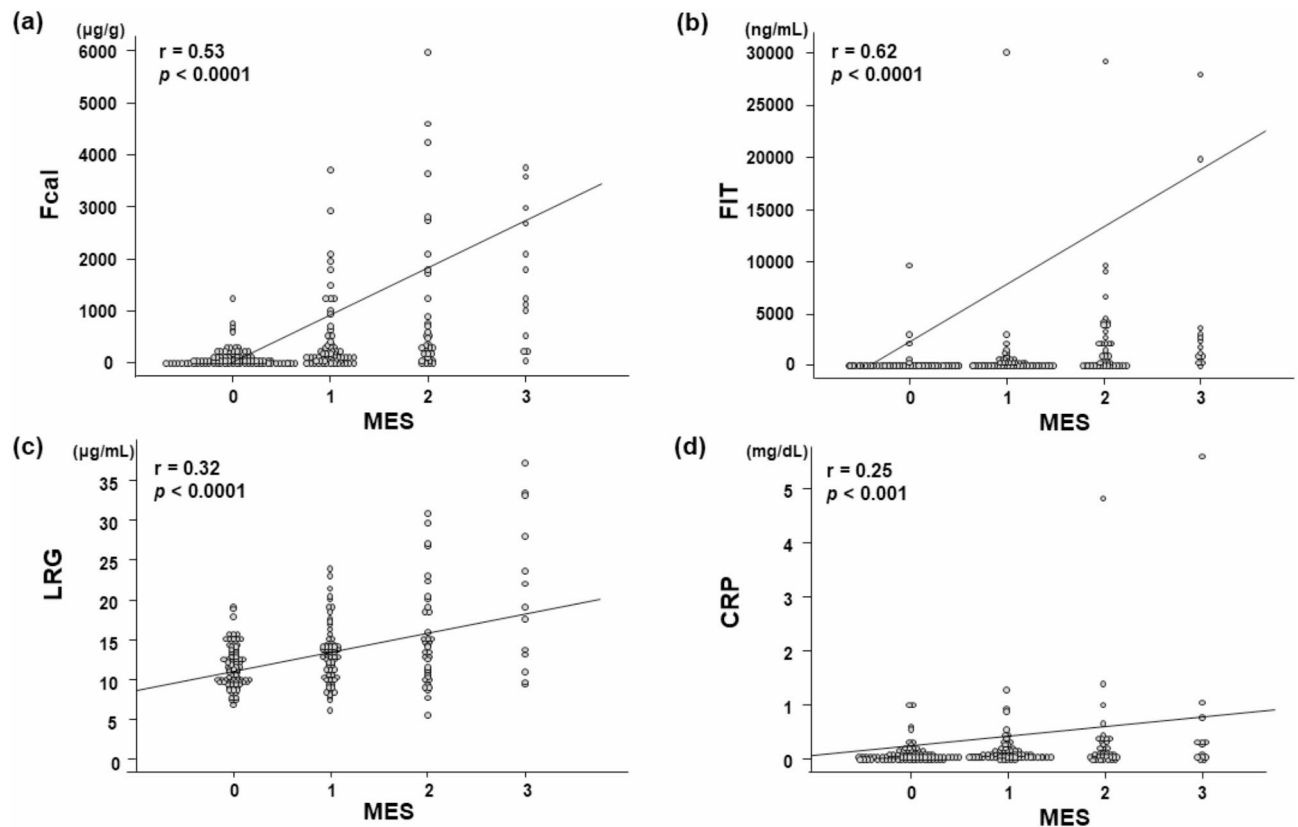 (a)
(µg/g)
r = 0.53
p < 0.0001
6000
5000
4000
3000
2000
1000
0
Fcal
0 1 2 3
MES
(b)
(ng/mL)
r = 0.62
p < 0.0001
30000
25000
20000
15000
10000
5000
0
FIT
0 1 2 3
MES
(c)
(µg/mL)
r = 0.32
p < 0.0001
35
30
25
20
15
10
5
0
LRG
0 1 2 3
MES
(d)
(mg/dL)
r = 0.25
p < 0.001
5
4
3
2
1
0
CRP
0 1 2 3
MES